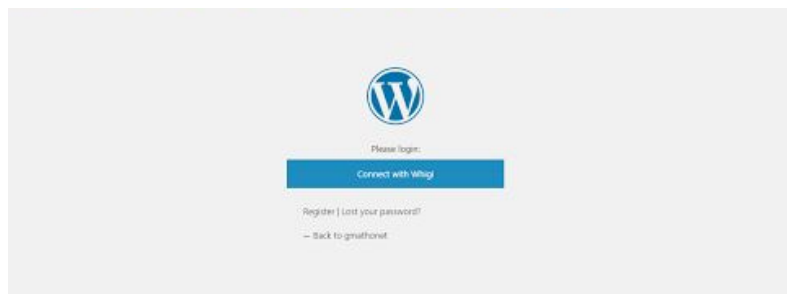 Please login:
Connect with Whigi
Register | Lost your password?
← Back to gmathonet